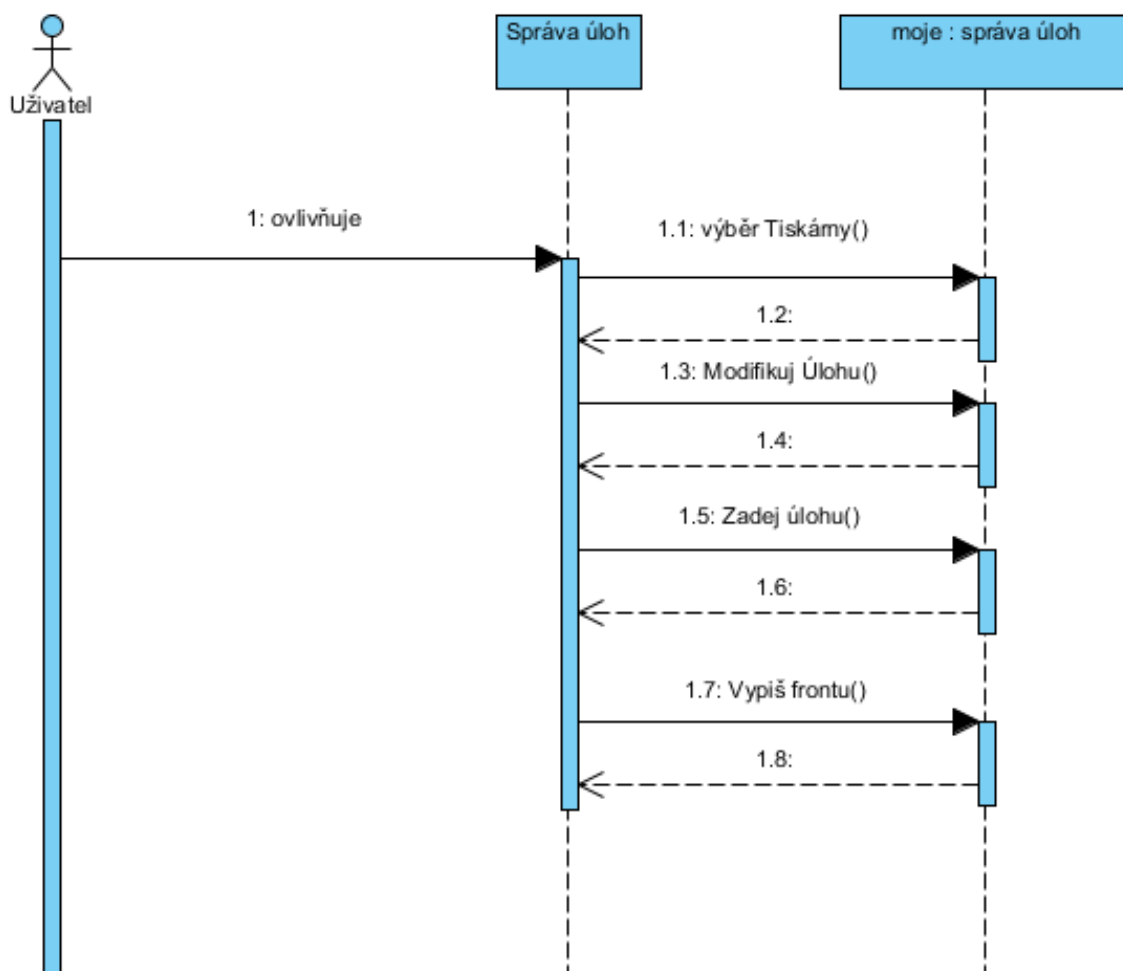 Správa úloh
moje : správa úloh
Uživatel
1: ovlivňuje
1.1: výběr Tiskárny()
1.2:
1.3: Modifikuj Úlohu()
1.4:
1.5: Zadej úlohu()
1.6:
1.7: Vypiš frontu()
1.8: